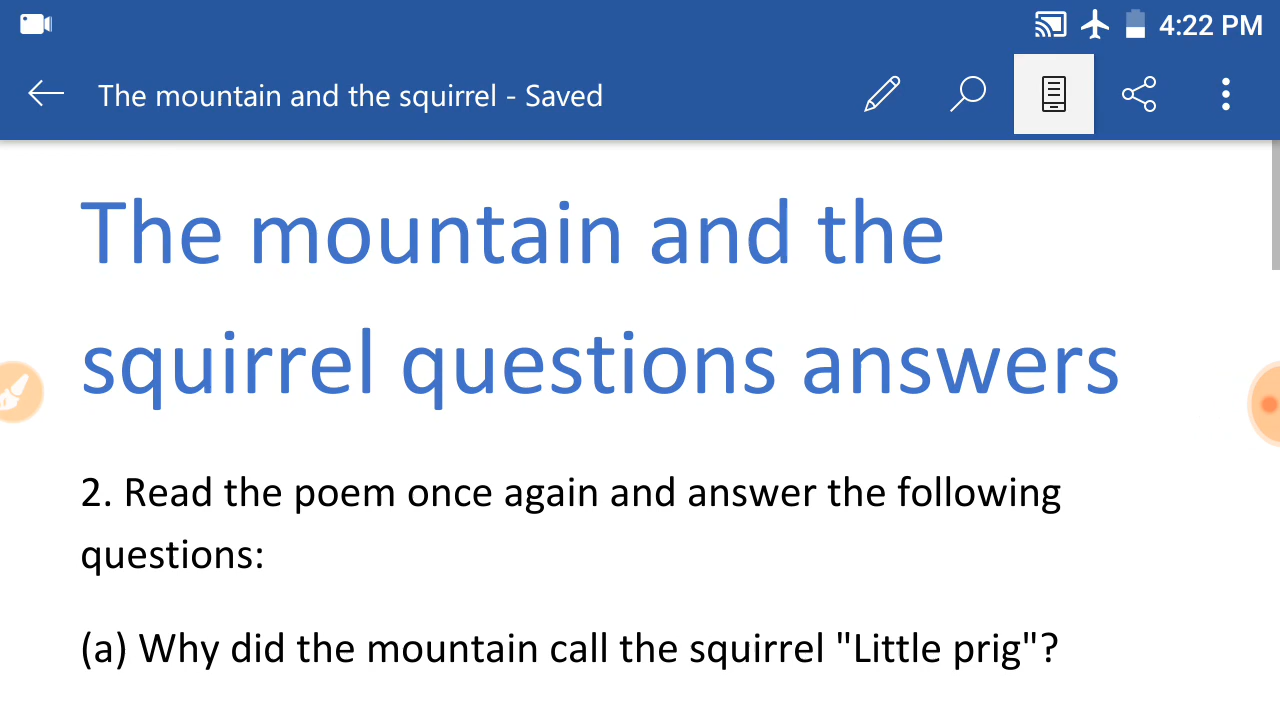 4:22 PM
The mountain and the squirrel - Saved
The mountain and the
squirrel questions answers
2. Read the poem once again and answer the following
questions:
(a) Why did the mountain call the squirrel "Little prig"?